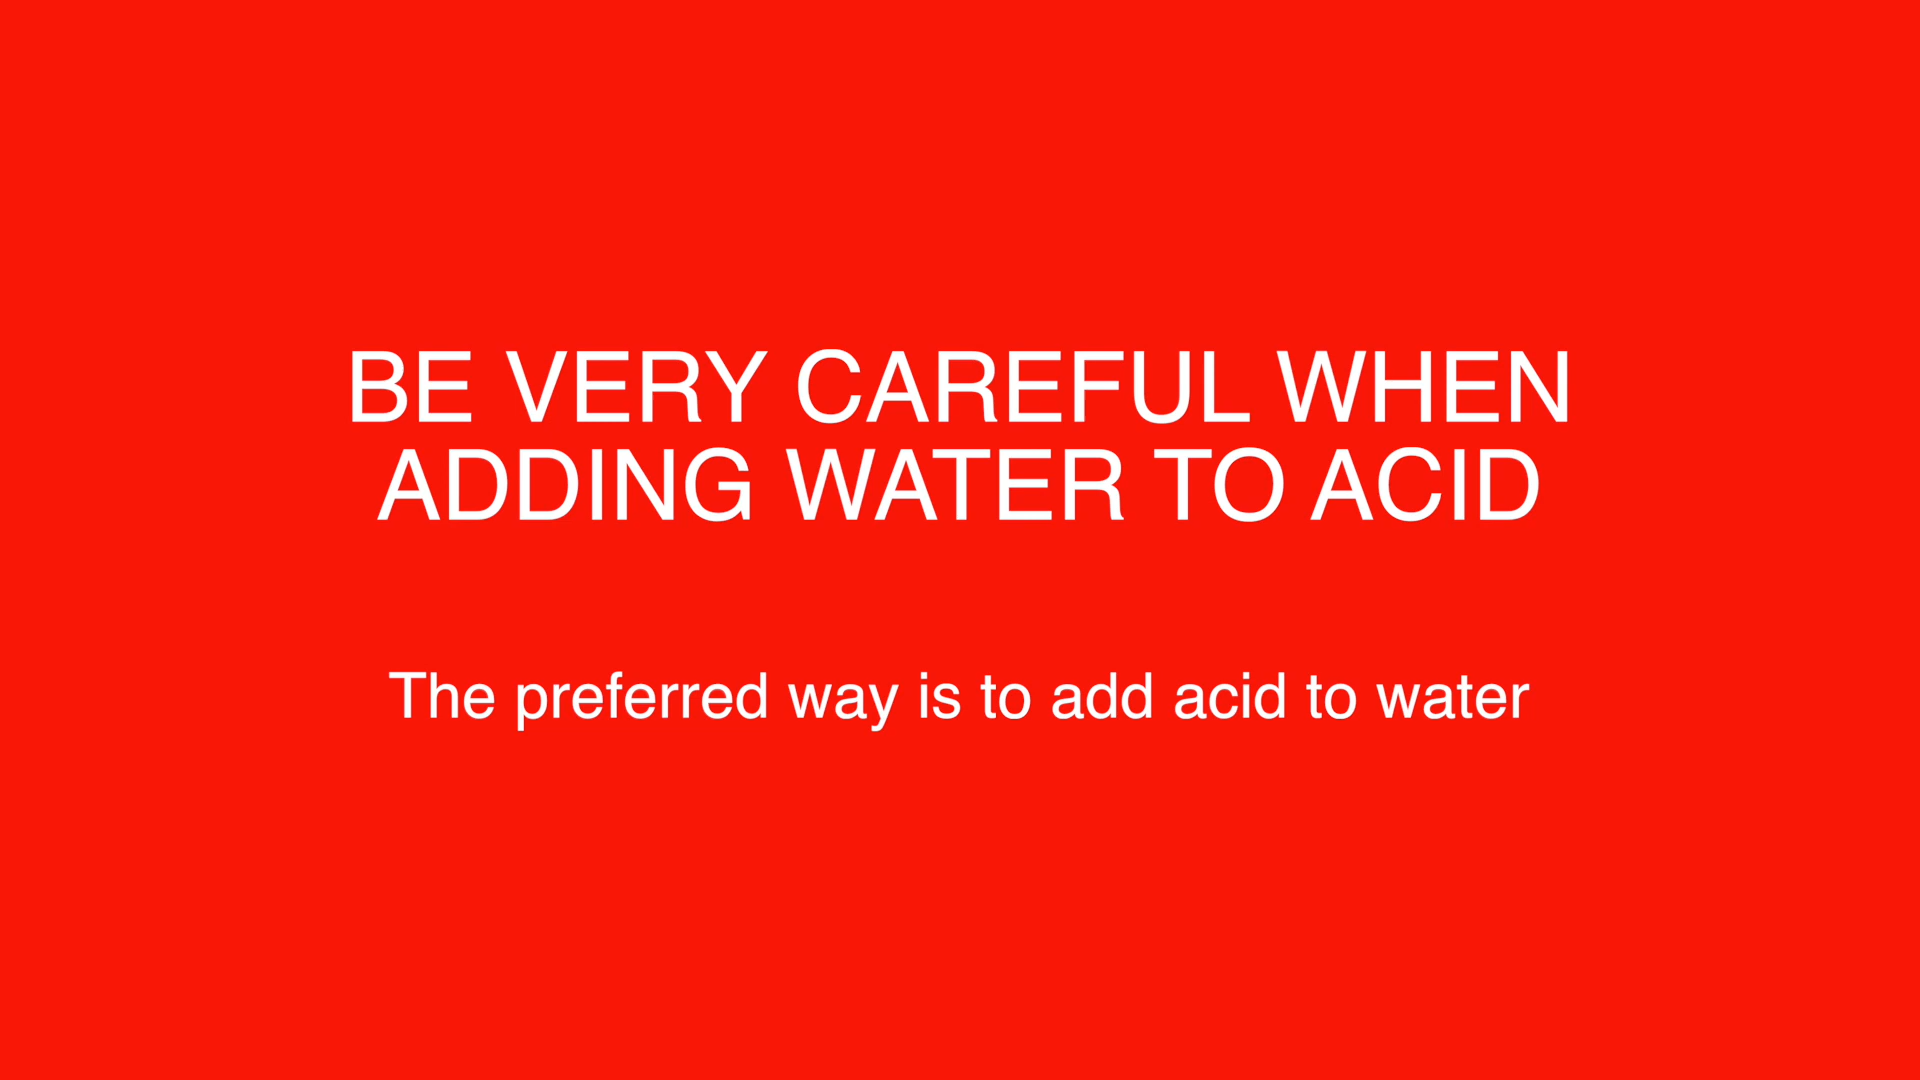 BE VERY CAREFUL WHEN
ADDING WATER TO ACID
The preferred way is to add acid to water